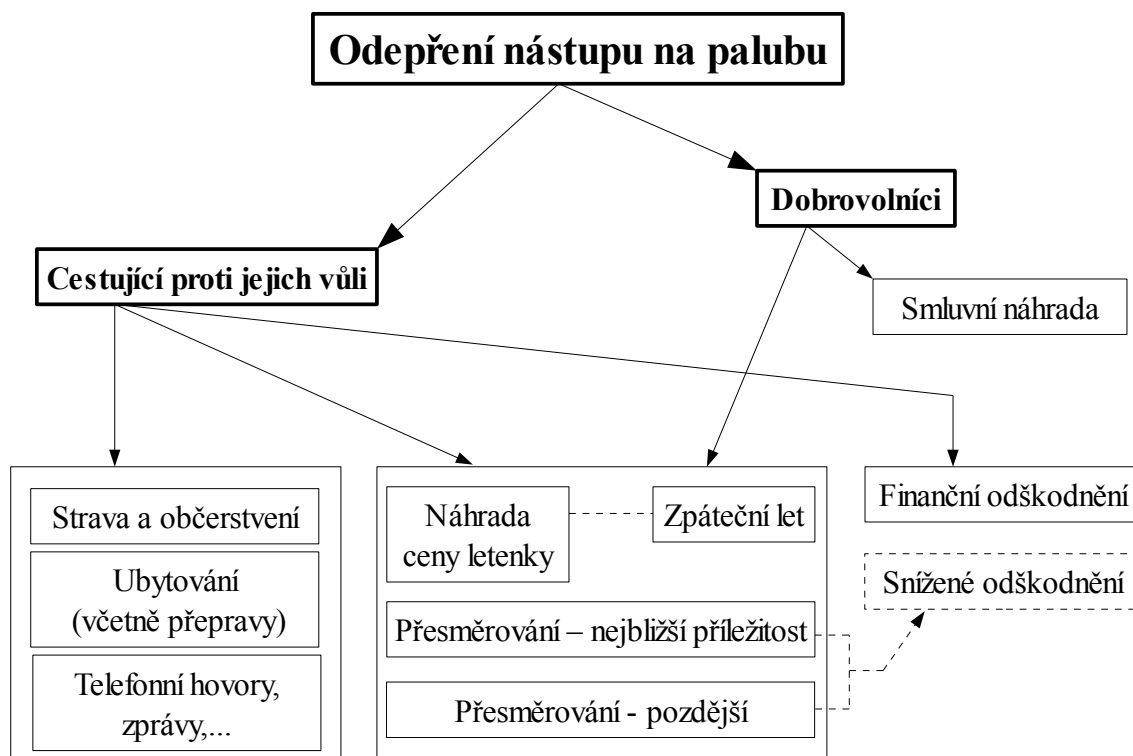 Odepření nástupu na palubu
Dobrovolníci
Cestující proti jejich vůli
Smluvní náhrada
Strava a občerstvení
Ubytování
(včetně přepravy)
Telefonní hovory,
zprávy,...
Náhrada
ceny letenky
Zpáteční let
Přesměrování – nejbližší příležitost
Přesměrování - pozdější
Finanční odškodnění
Snížené odškodnění